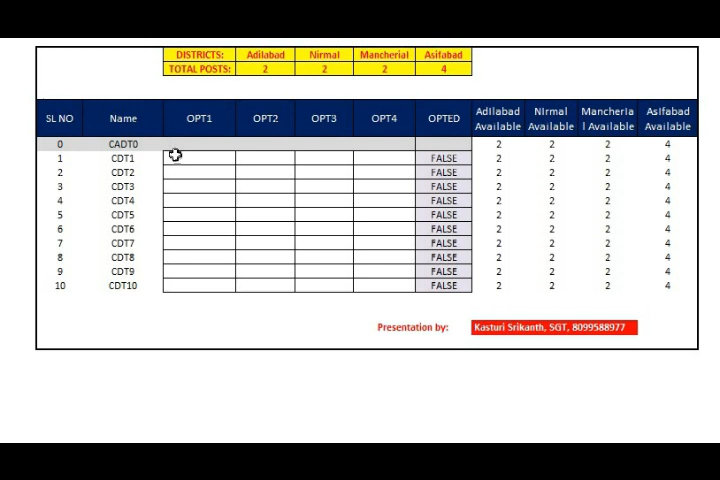 DISTRICTS: Adilabad Nirmal Mancherial Asifabad
TOTAL POSTS: 2 2 2 4
SL NO Name OPT1 OPT2 OPT3 OPT4 OPTED Adilabad Available Nirmal Available Mancheria l Available Asifabad Available
0 CADT0 2 2 2 4
1 CDT1 FALSE 2 2 2 4
2 CDT2 FALSE 2 2 2 4
3 CDT3 FALSE 2 2 2 4
4 CDT4 FALSE 2 2 2 4
5 CDT5 FALSE 2 2 2 4
6 CDT6 FALSE 2 2 2 4
7 CDT7 FALSE 2 2 2 4
8 CDT8 FALSE 2 2 2 4
9 CDT9 FALSE 2 2 2 4
10 CDT10 FALSE 2 2 2 4
Presentation by: Kasturi Srikanth, SGT, 8099588977